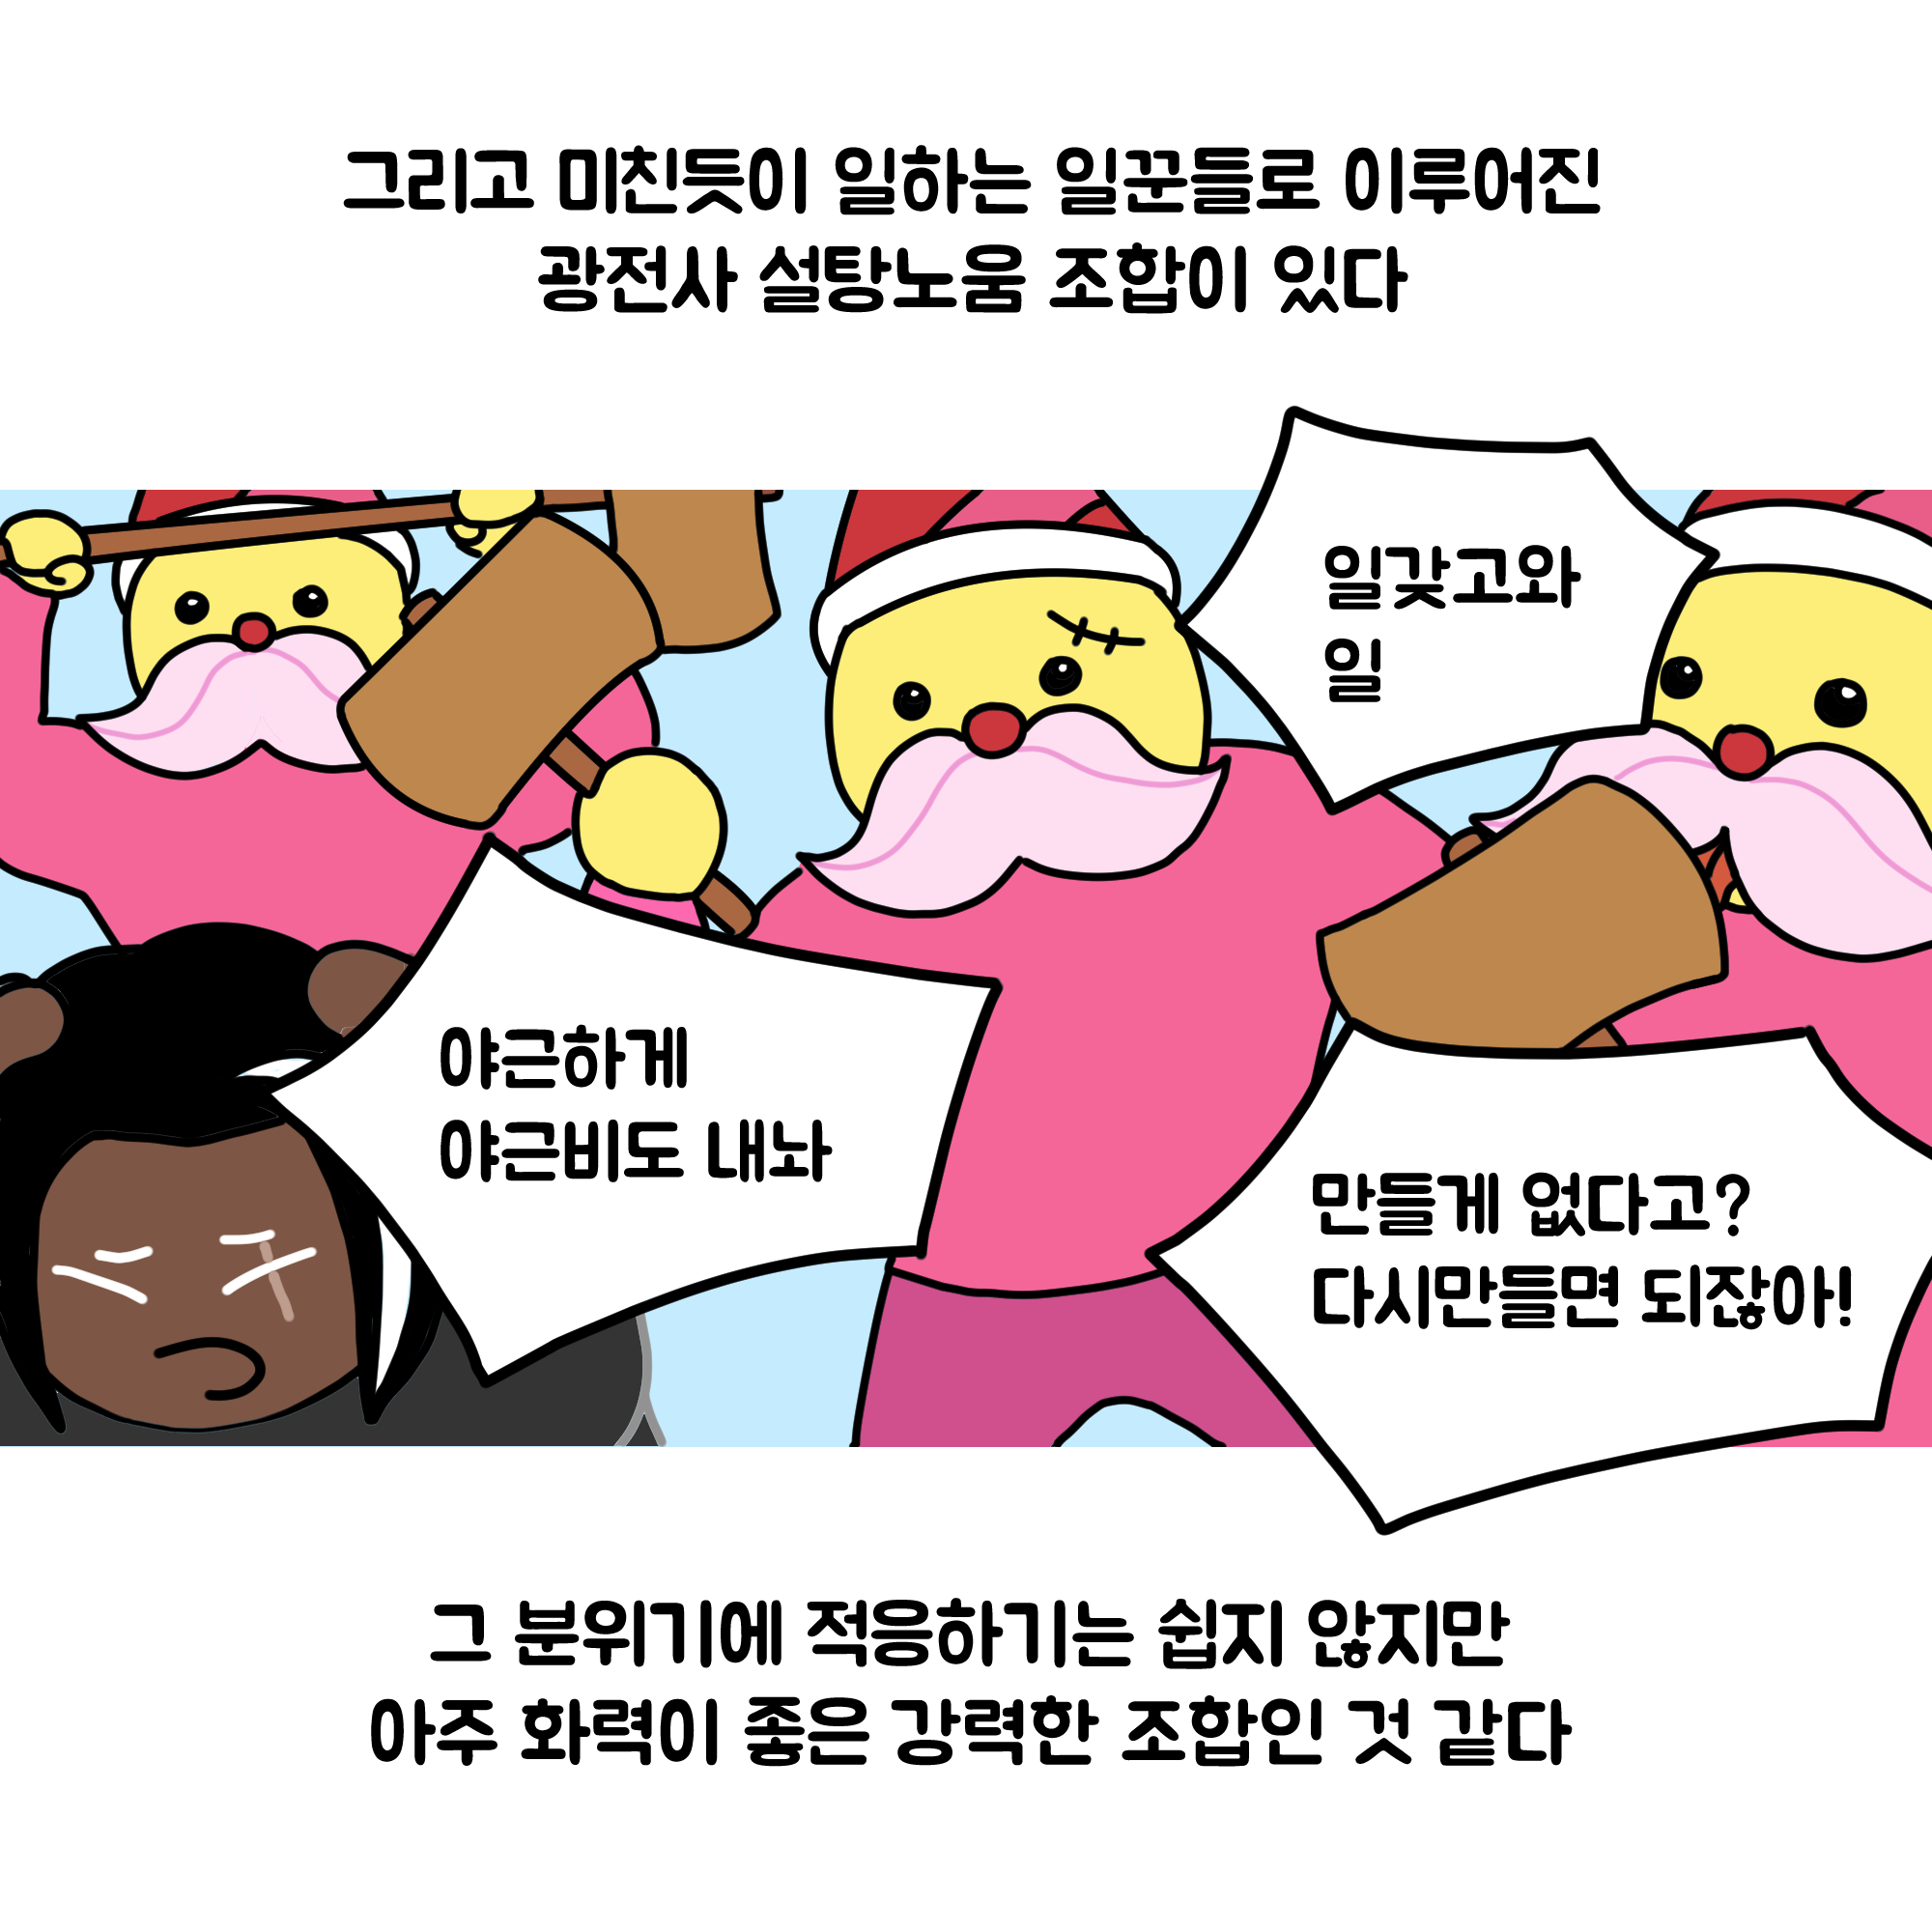 그리고 미친듯이 일하는 일꾼들로 이루어진
광전사 설탕노움 조합이 있다
일갖고와
일
야른하게
야르비도 내놔
만들게 없다고?
다시만들면 되잖아!
그 분위기에 적응하기는 쉽지 않지만
아주 화력이 좋은 강력한 조합인 것 같다